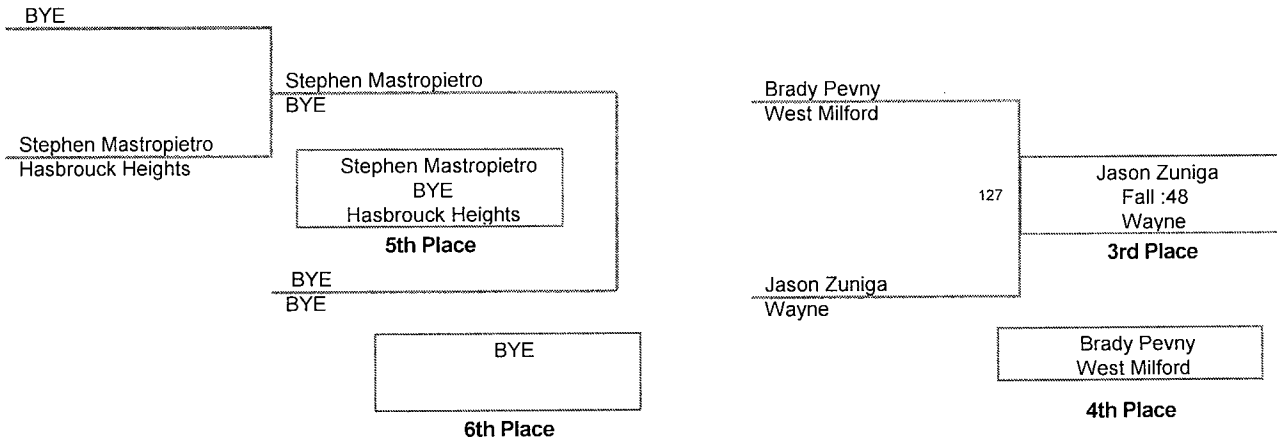 BYE
Stephen Mastropietro
BYE
Stephen Mastropietro
Hasbrouck Heights
Stephen Mastropietro
BYE
Hasbrouck Heights
5th Place
BYE
BYE
BYE
6th Place
Brady Pevny
West Milford
127
Jason Zuniga
Fall :48
Wayne
3rd Place
Jason Zuniga
Wayne
Brady Pevny
West Milford
4th Place